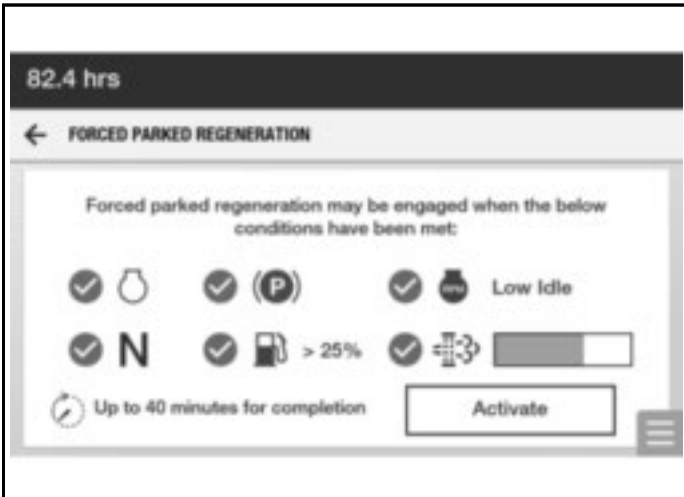 82.4 hrs
FORCED PARKED REGENERATION
Forced parked regeneration may be engaged when the below
conditions have been met:
(P) RPM Low Idle
N > 25%
Up to 40 minutes for completion Activate